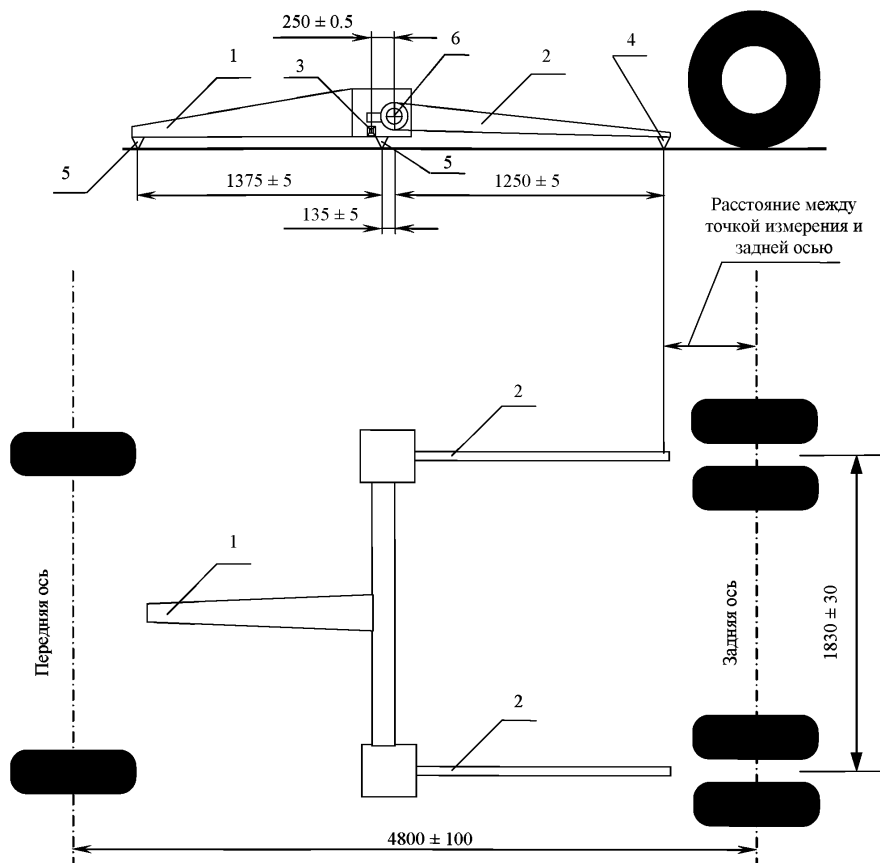 250 ± 0.5
1
3
6
2
4
5
5
1375 ± 5
1250 ± 5
135 ± 5
Расстояние между
точкой измерения и
задней осью
2
1
Передняя ось
Задняя ось
1830 ± 30
2
4800 ± 100